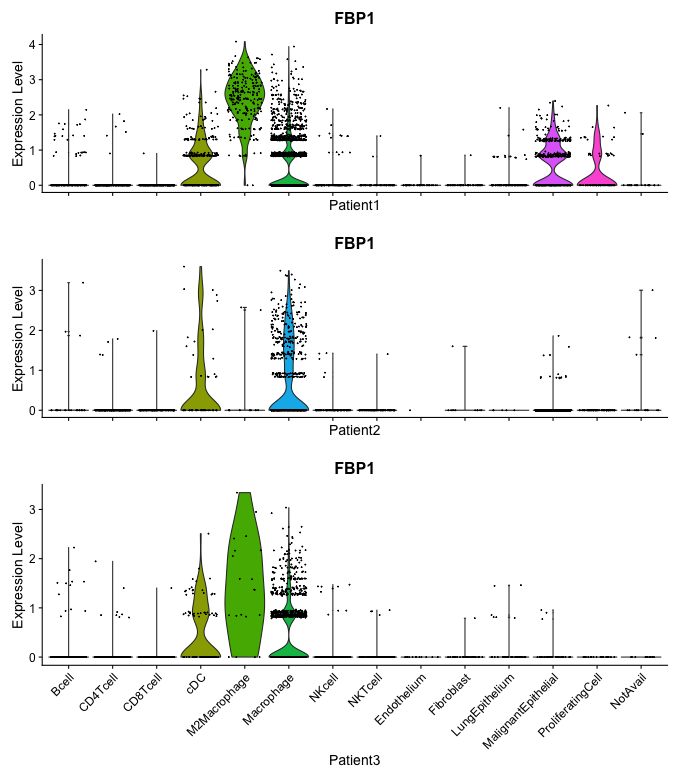 FBP1
Expression Level
4
3
2
1
0
Patient1
FBP1
Expression Level
3
2
1
0
Patient2
FBP1
Expression Level
3
2
1
0
Bcell
CD4Tcell
CD8Tcell
cDC
M2Macrophage
Macrophage
NKcell
NKTcell
Endothelium
Fibroblast
LungEpithelium
MalignantEpithelial
ProliferatingCell
NotAvail
Patient3